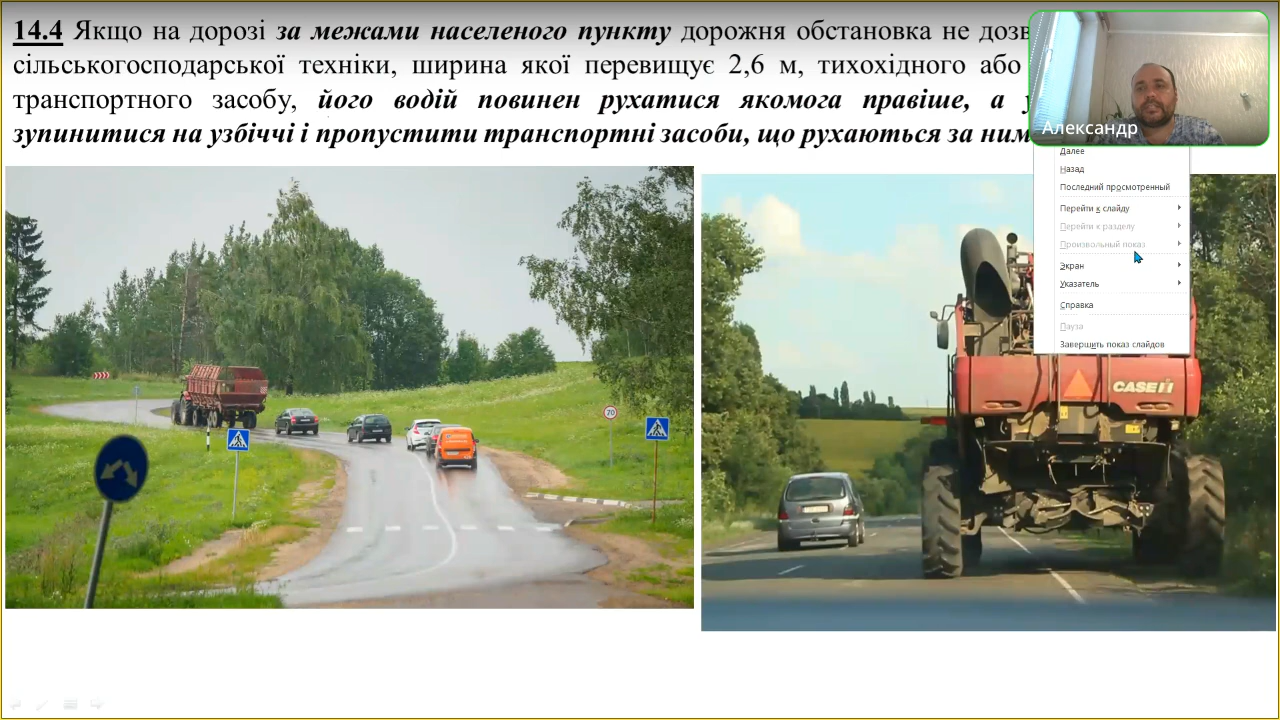 14.4 Якщо на дорозі за межами населеного пункту дорожня обстановка не
сільськогосподарської техніки, ширина якої перевищує 2,6 м, тихохідного або
транспортного засобу, його водій повинен рухатися якомога правіше, а
зупинитися на узбіччі і пропустити транспортні засоби, що рухаються за ним
Александр
Далее
Назад
Последний просмотренный
Перейти к слайду
Перейти к разделу
Произвольный показ
Экран
Указатель
Справка
Пауза
Завершить показ слайдов
70
CASE IH